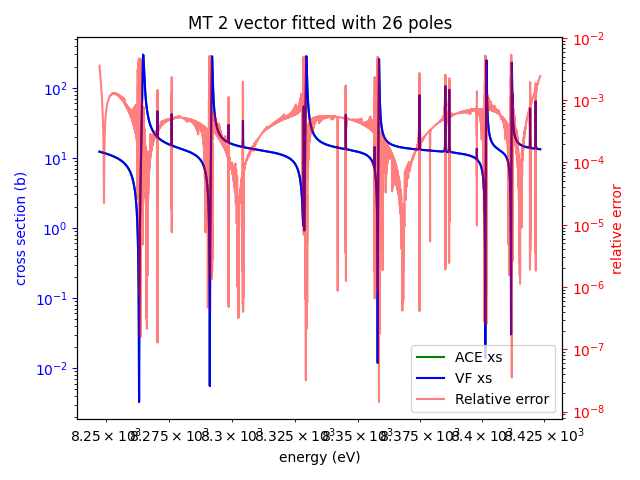 MT 2 vector fitted with 26 poles
cross section (b)
10²
10¹
10⁰
10⁻¹
10⁻²
10⁻²
10⁻³
10⁻⁴
10⁻⁵
10⁻⁶
10⁻⁷
10⁻⁸
relative error
ACE xs
VF xs
Relative error
8.25 × 10³ 8.275 × 10³ 8.3 × 10³ 8.325 × 10³ 8.35 × 10³ 8.375 × 10³ 8.4 × 10³ 8.425 × 10³
energy (eV)